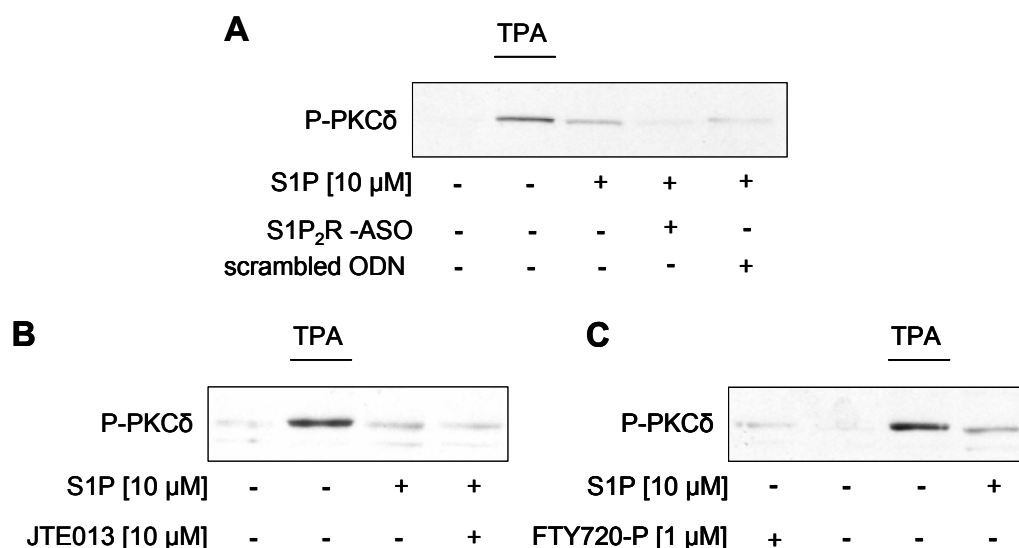 A
TPA
P-PKCδ
S1P [10 µM] - - + + +
S1P₂R -ASO - - - + -
scrambled ODN - - - - +
B
TPA
P-PKCδ
S1P [10 µM] - - + +
JTE013 [10 µM] - - - +
C
TPA
P-PKCδ
S1P [10 µM] - - - +
FTY720-P [1 µM] + - - -